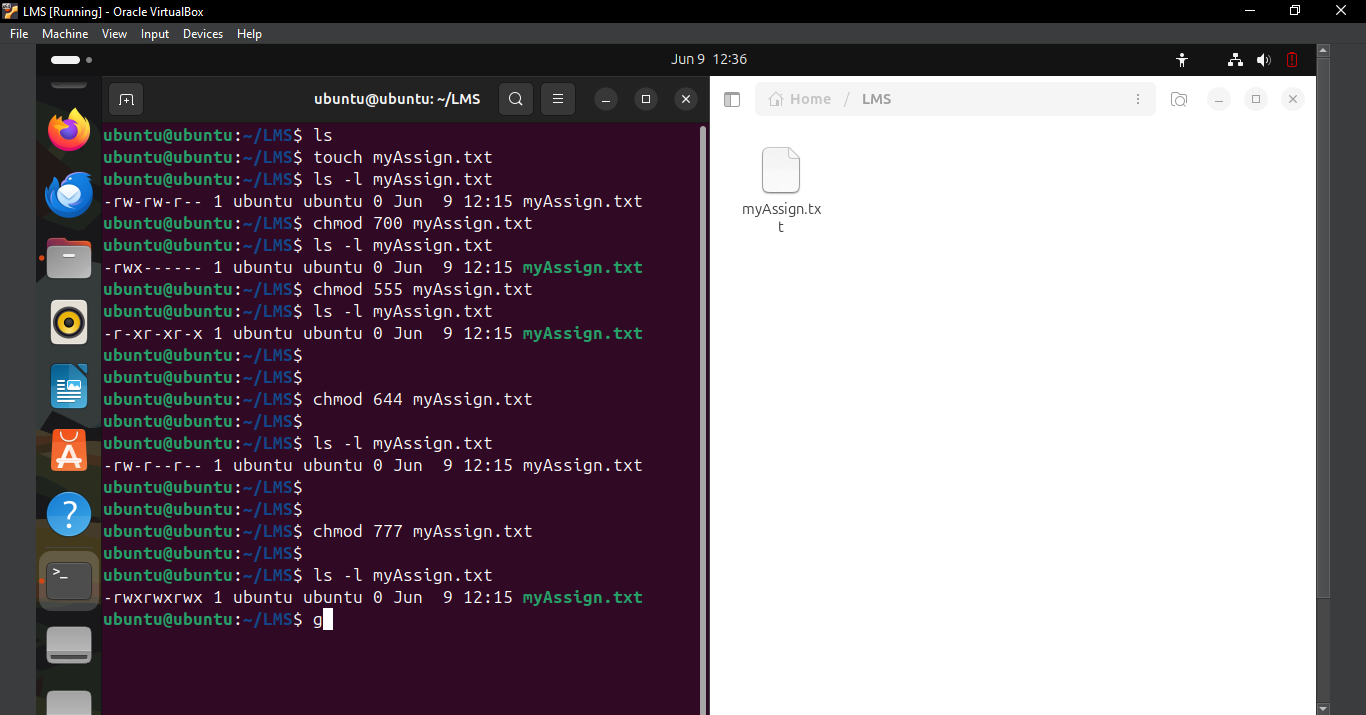 LMS [Running] - Oracle VirtualBox
File Machine View Input Devices Help
Jun 9 12:36
ubuntu@ubuntu: ~/LMS
Home / LMS
ubuntu@ubuntu:~/LMS$ ls
ubuntu@ubuntu:~/LMS$ touch myAssign.txt
ubuntu@ubuntu:~/LMS$ ls -l myAssign.txt
-rw-rw-r-- 1 ubuntu ubuntu 0 Jun  9 12:15 myAssign.txt
ubuntu@ubuntu:~/LMS$ chmod 700 myAssign.txt
ubuntu@ubuntu:~/LMS$ ls -l myAssign.txt
-rwx------ 1 ubuntu ubuntu 0 Jun  9 12:15 myAssign.txt
ubuntu@ubuntu:~/LMS$ chmod 555 myAssign.txt
ubuntu@ubuntu:~/LMS$ ls -l myAssign.txt
-r-xr-xr-x 1 ubuntu ubuntu 0 Jun  9 12:15 myAssign.txt
ubuntu@ubuntu:~/LMS$
ubuntu@ubuntu:~/LMS$
ubuntu@ubuntu:~/LMS$ chmod 644 myAssign.txt
ubuntu@ubuntu:~/LMS$
ubuntu@ubuntu:~/LMS$ ls -l myAssign.txt
-rw-r--r-- 1 ubuntu ubuntu 0 Jun  9 12:15 myAssign.txt
ubuntu@ubuntu:~/LMS$
ubuntu@ubuntu:~/LMS$
ubuntu@ubuntu:~/LMS$ chmod 777 myAssign.txt
ubuntu@ubuntu:~/LMS$
ubuntu@ubuntu:~/LMS$ ls -l myAssign.txt
-rwxrwxrwx 1 ubuntu ubuntu 0 Jun  9 12:15 myAssign.txt
ubuntu@ubuntu:~/LMS$ g
myAssign.tx
t